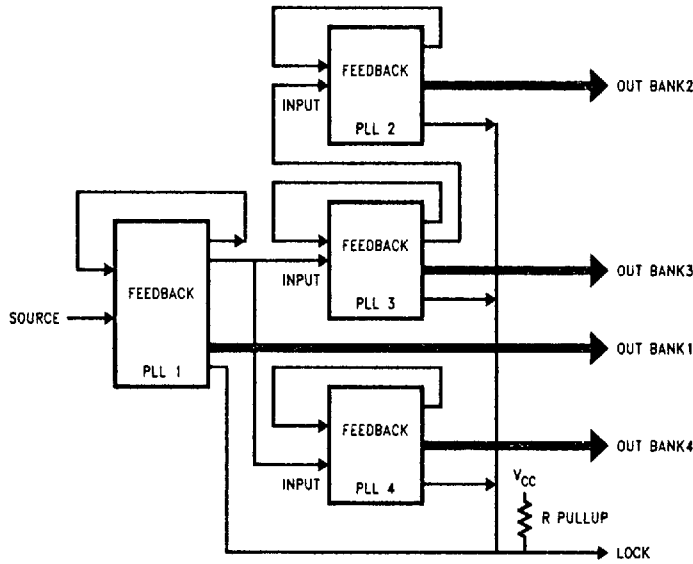 FEEDBACK
OUT BANK2
INPUT
PLL 2
FEEDBACK
OUT BANK3
INPUT
PLL 3
FEEDBACK
SOURCE
OUT BANK1
PLL 1
FEEDBACK
OUT BANK4
INPUT
PLL 4
VCC
R PULLUP
LOCK